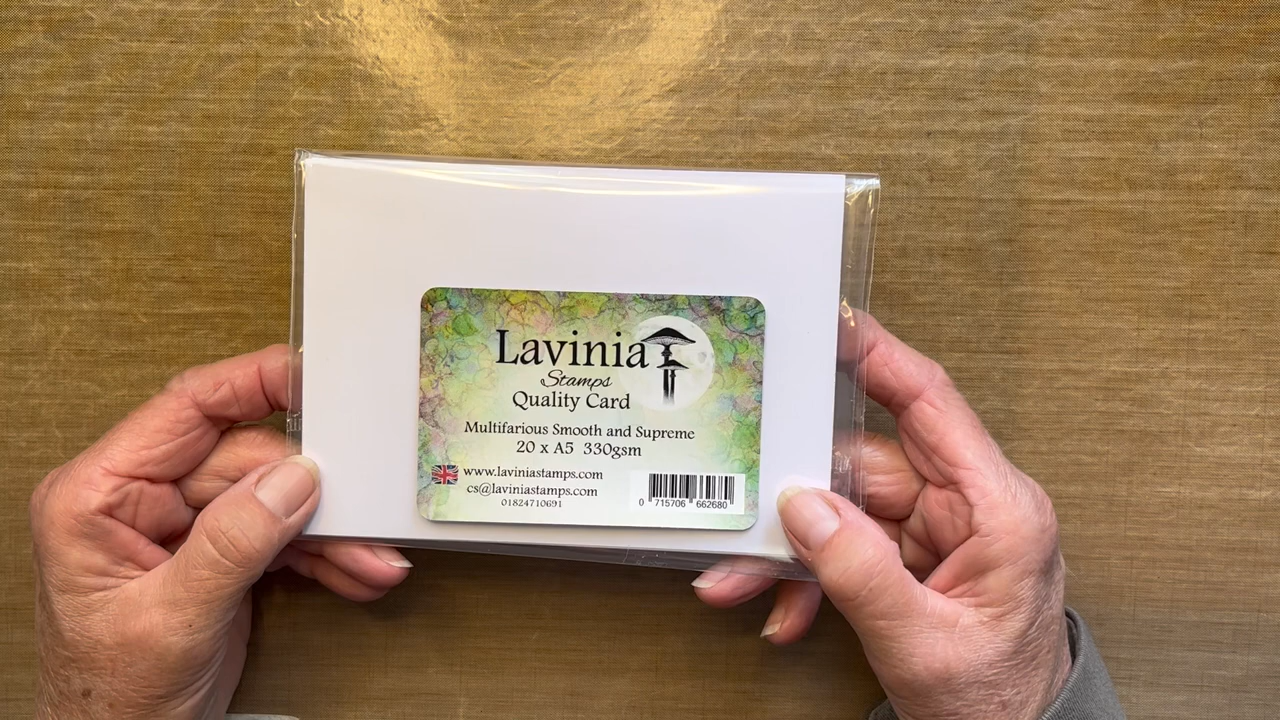 Lavinia
Stamps
Quality Card
Multifarious Smooth and Supreme
20 x A5 330gsm
www.laviniastamps.com
cs@laviniastamps.com
01824710691
0 715706 662680